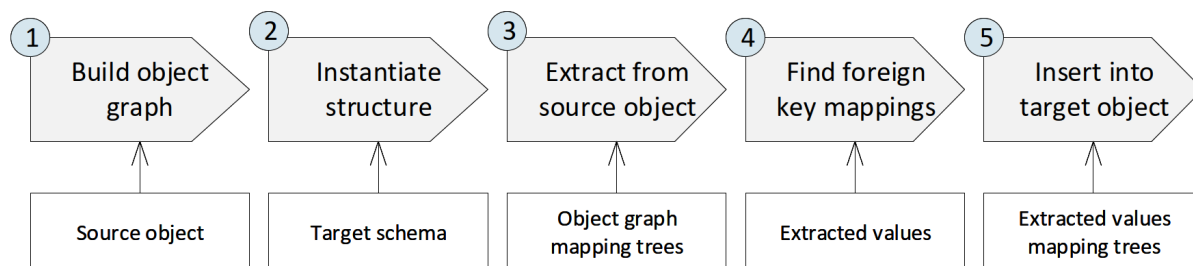 1
Build object
graph
2
Instantiate
structure
3
Extract from
source object
4
Find foreign
key mappings
5
Insert into
target object
Source object
Target schema
Object graph
mapping trees
Extracted values
Extracted values
mapping trees